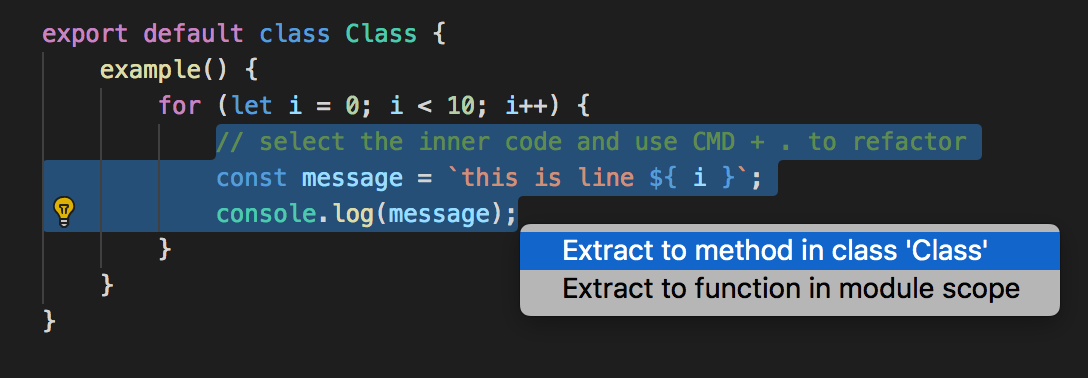 export default class Class {
example() {
for (let i = 0; i < 10; i++) {
// select the inner code and use CMD + . to refactor
const message = `this is line ${ i }`;
console.log(message);
}
}
}
Extract to method in class 'Class'
Extract to function in module scope